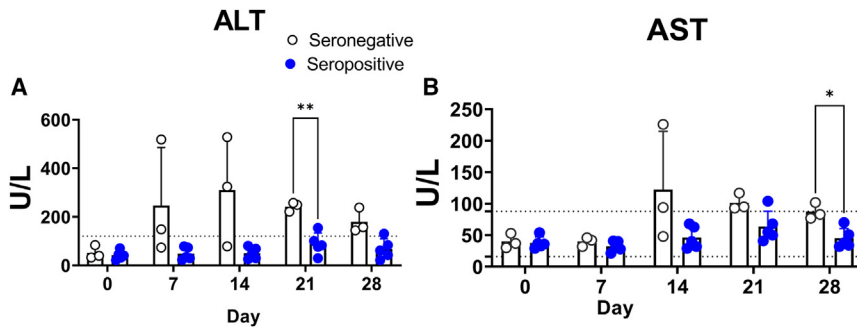 ALT
Seronegative
Seropositive
A
U/L
600
400
200
0
**
0 7 14 21 28
Day
AST
B
U/L
250
200
150
100
50
0
*
0 7 14 21 28
Day